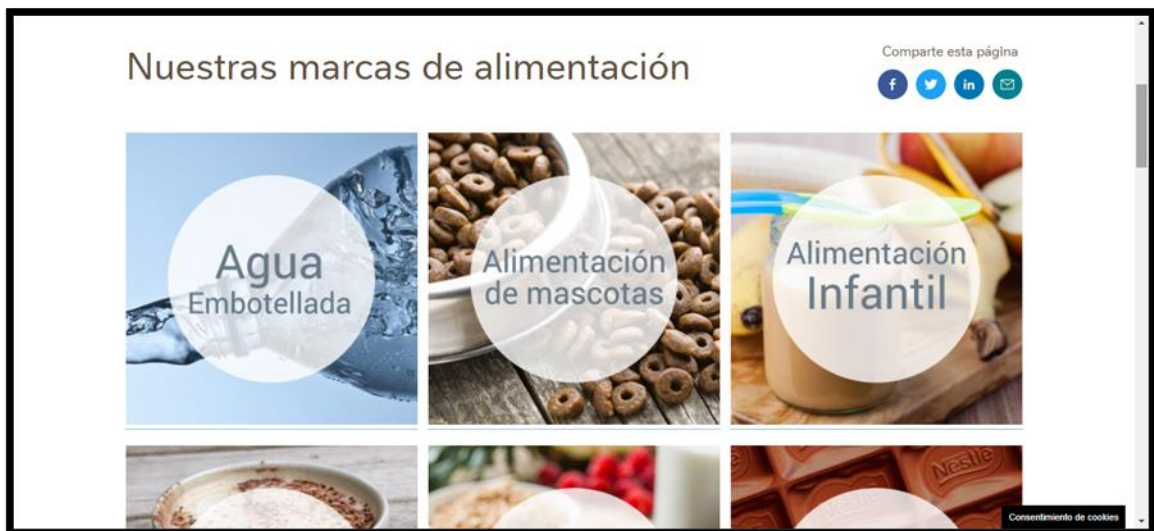 Nuestras marcas de alimentación
Comparte esta página
Agua
Embotellada
Alimentación
de mascotas
Alimentación
Infantil
Nestlé
Consentimiento de cookies